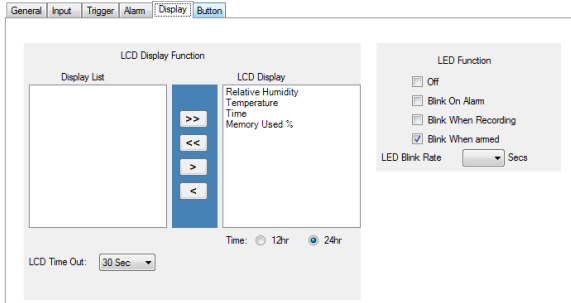 General Input Trigger Alarm Display Button
LCD Display Function
Display List
LCD Display
Relative Humidity
Temperature
Time
Memory Used %
>>
<<
>
<
Time: 12hr 24hr
LCD Time Out: 30 Sec
LED Function
Off
Blink On Alarm
Blink When Recording
Blink When armed
LED Blink Rate Secs